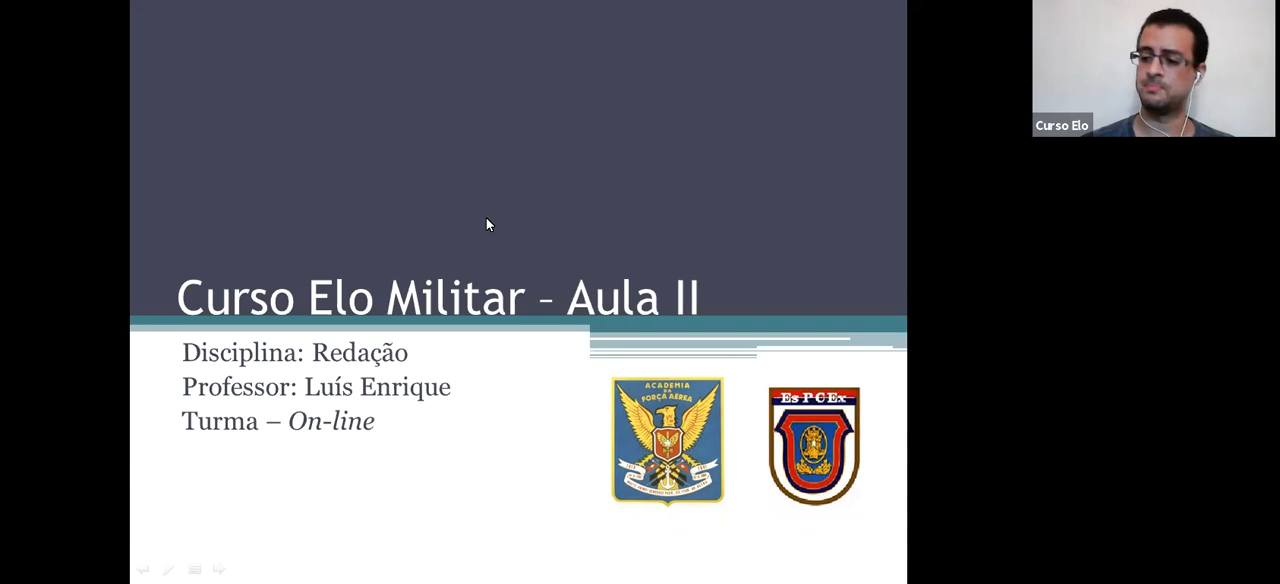 Curso Elo Militar – Aula II
Disciplina: Redação
Professor: Luís Enrique
Turma – On-line
ACADEMIA
DA
FORÇA AÉREA
EsPCEx
Curso Elo